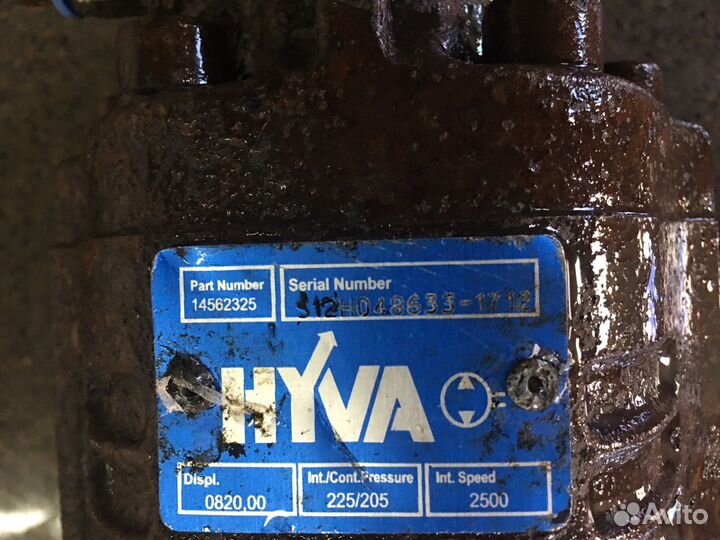 Part Number
14562325
Serial Number
S12H048633-1712
HYVA
Displ.
0820,00
Int./Cont.Pressure
225/205
Int. Speed
2500
Avito